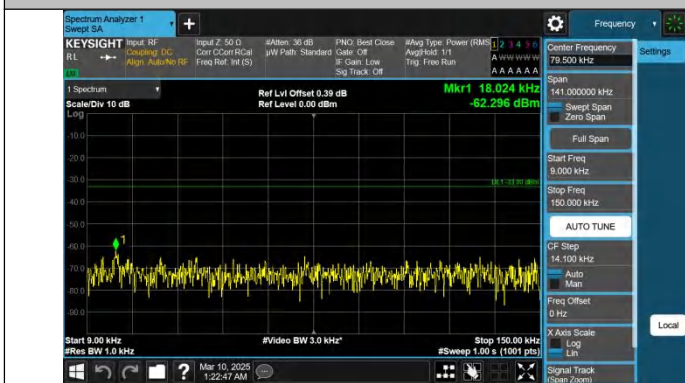 Spectrum Analyzer 1
Swept SA
Frequency
KEYSIGHT
Input: RF
Input Z: 50 Ω
#Atten: 36 dB
PNO: Best Close
#Avg Type: Power (RMS
1 2 3 4 5 6
RL
Coupling: DC
Corr CCorr RCal
µW Path: Standard
Gate: Off
Avg|Hold: 1/1
A W W W W W
Align: Auto/No RF
Freq Ref: Int (S)
IF Gain: Low
Trig: Free Run
Sig Track: Off
A A A A A A
1 Spectrum
Ref Lvl Offset 0.39 dB
Mkr1 18.024 kHz
Scale/Div 10 dB
Ref Level 0.00 dBm
-62.296 dBm
Log
-10.0
-20.0
-30.0
-40.0
-50.0
-60.0
1
-70.0
-80.0
-90.0
Start 9.00 kHz
#Video BW 3.0 kHz*
Stop 150.00 kHz
#Res BW 1.0 kHz
#Sweep 1.00 s (1001 pts)
Mar 10, 2025
1:22:47 AM
Center Frequency
79.500 kHz
Settings
Span
141.000000 kHz
Swept Span
Zero Span
Full Span
Start Freq
9.000 kHz
Stop Freq
150.000 kHz
AUTO TUNE
CF Step
14.100 kHz
Auto
Man
Freq Offset
0 Hz
X Axis Scale
Log
Lin
Local
Signal Track
(Span Zoom)